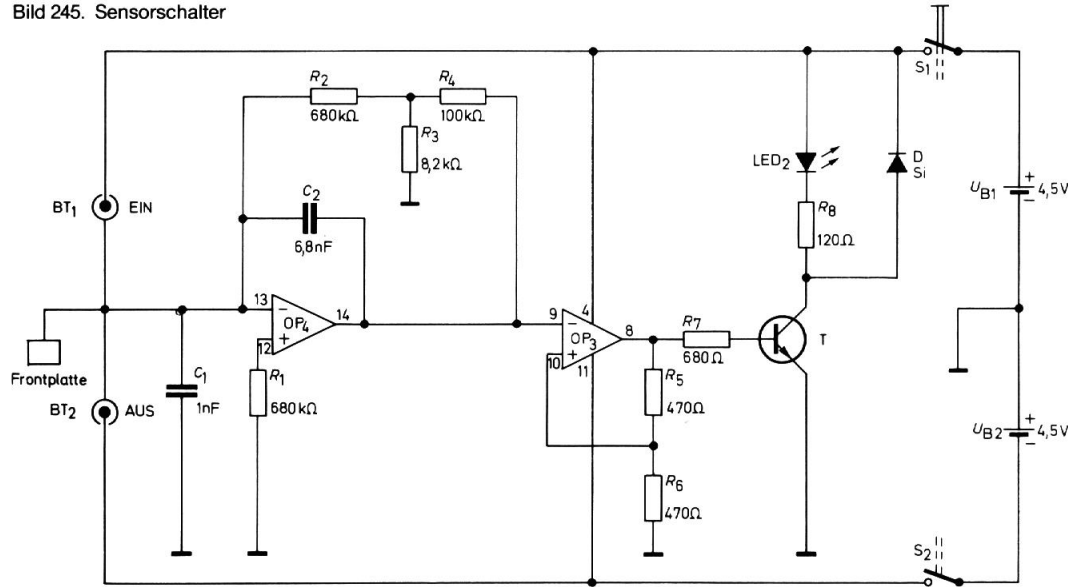 Bild 245. Sensorschalter
S1
R2
680kΩ
R4
100kΩ
R3
8,2kΩ
LED2
D
Si
UB1
+
−
4,5V
BT1
EIN
C2
6,8nF
R8
120Ω
13
−
OP4
14
+
12
9
−
4
OP3
8
+
10
11
R7
680Ω
T
Frontplatte
C1
1nF
R1
680kΩ
R5
470Ω
BT2
AUS
UB2
+
−
4,5V
R6
470Ω
S2